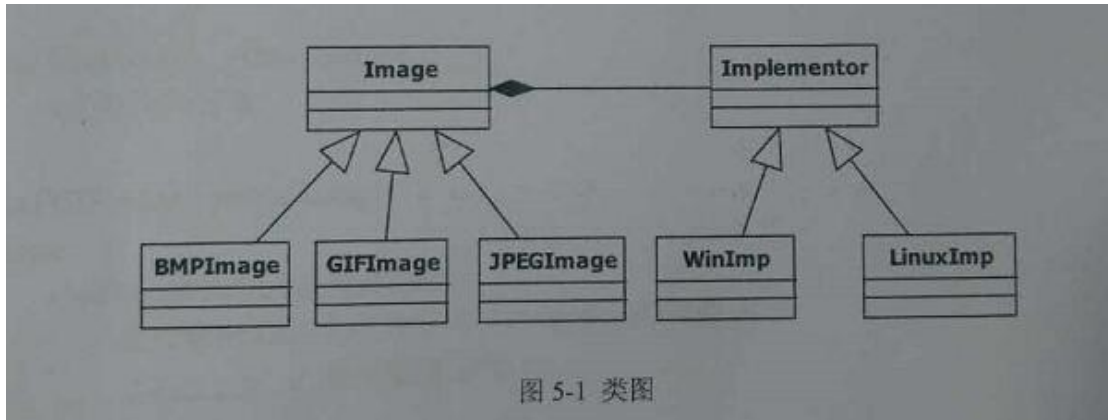 Image
Implementor
BMPImage
GIFImage
JPEGImage
WinImp
LinuxImp
图 5-1 类图